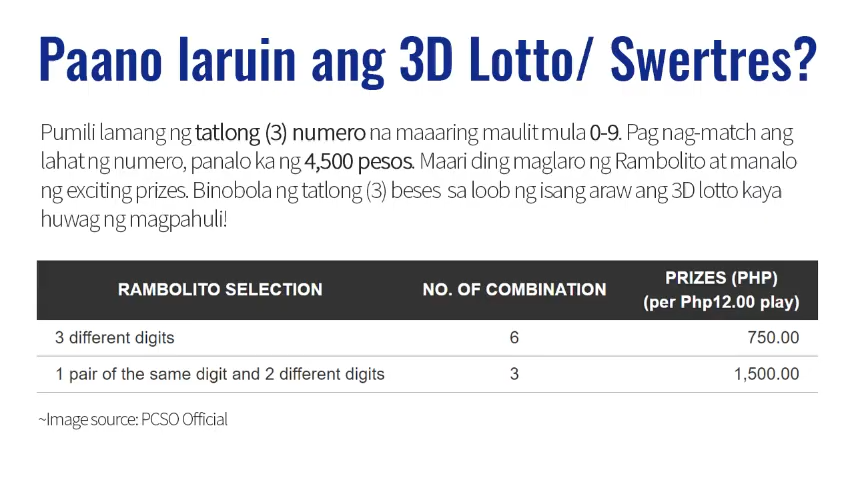 Paano laruin ang 3D Lotto/ Swertres?
Pumili lamang ng tatlong (3) numero na maaaring maulit mula 0-9. Pag nag-match ang
lahat ng numero, panalo ka ng 4,500 pesos. Maari ding maglaro ng Rambolito at manalo
ng exciting prizes. Binobola ng tatlong (3) beses sa loob ng isang araw ang 3D lotto kaya
huwag ng magpahuli!
RAMBOLITO SELECTION NO. OF COMBINATION PRIZES (PHP)
(per Php12.00 play)
3 different digits 6 750.00
1 pair of the same digit and 2 different digits 3 1,500.00
~Image source: PCSO Official